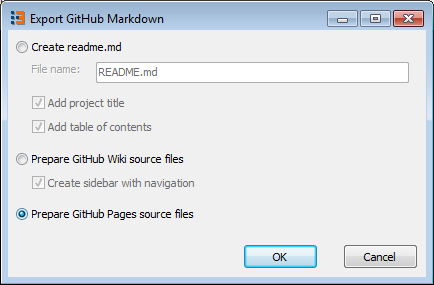 Export GitHub Markdown
Create readme.md
File name: README.md
Add project title
Add table of contents
Prepare GitHub Wiki source files
Create sidebar with navigation
Prepare GitHub Pages source files
OK Cancel